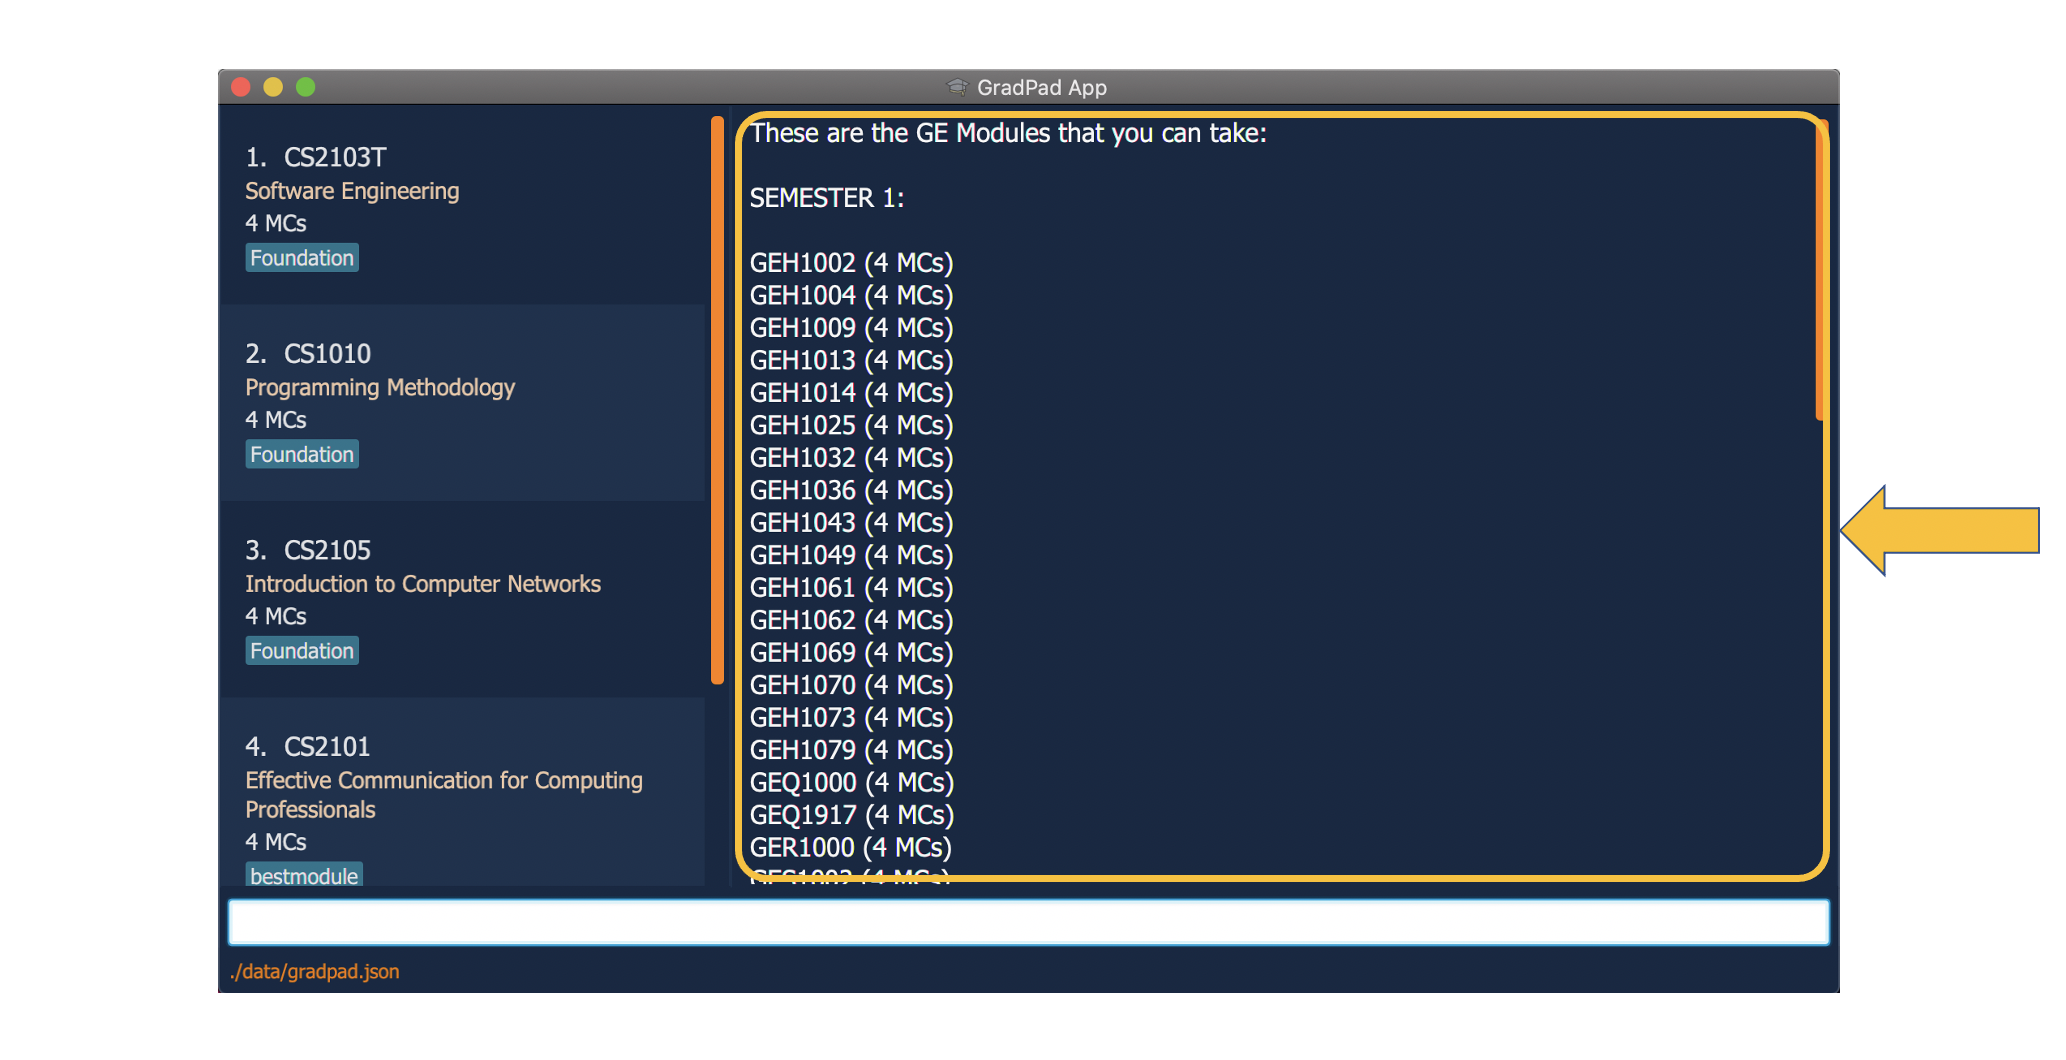 GradPad App
1. CS2103T
Software Engineering
4 MCs
Foundation
2. CS1010
Programming Methodology
4 MCs
Foundation
3. CS2105
Introduction to Computer Networks
4 MCs
Foundation
4. CS2101
Effective Communication for Computing
Professionals
4 MCs
bestmodule
These are the GE Modules that you can take:
SEMESTER 1:
GEH1002 (4 MCs)
GEH1004 (4 MCs)
GEH1009 (4 MCs)
GEH1013 (4 MCs)
GEH1014 (4 MCs)
GEH1025 (4 MCs)
GEH1032 (4 MCs)
GEH1036 (4 MCs)
GEH1043 (4 MCs)
GEH1049 (4 MCs)
GEH1061 (4 MCs)
GEH1062 (4 MCs)
GEH1069 (4 MCs)
GEH1070 (4 MCs)
GEH1073 (4 MCs)
GEH1079 (4 MCs)
GEQ1000 (4 MCs)
GEQ1917 (4 MCs)
GER1000 (4 MCs)
(4 MCs)
./data/gradpad.json